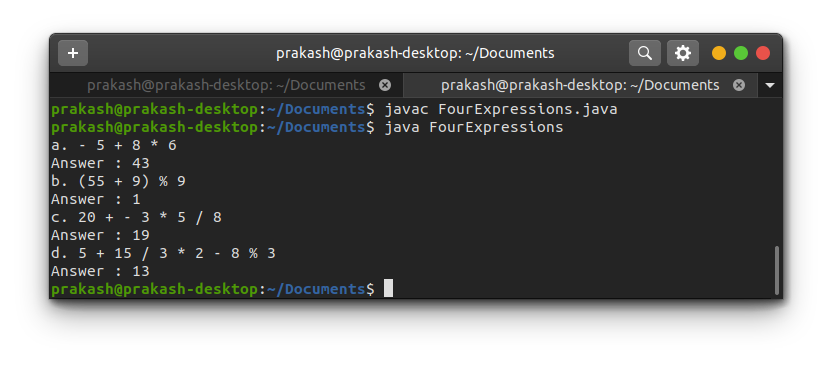 prakash@prakash-desktop: ~/Documents
prakash@prakash-desktop: ~/Documents
prakash@prakash-desktop: ~/Documents
prakash@prakash-desktop:~/Documents$ javac FourExpressions.java
prakash@prakash-desktop:~/Documents$ java FourExpressions
a. - 5 + 8 * 6
Answer : 43
b. (55 + 9) % 9
Answer : 1
c. 20 + - 3 * 5 / 8
Answer : 19
d. 5 + 15 / 3 * 2 - 8 % 3
Answer : 13
prakash@prakash-desktop:~/Documents$